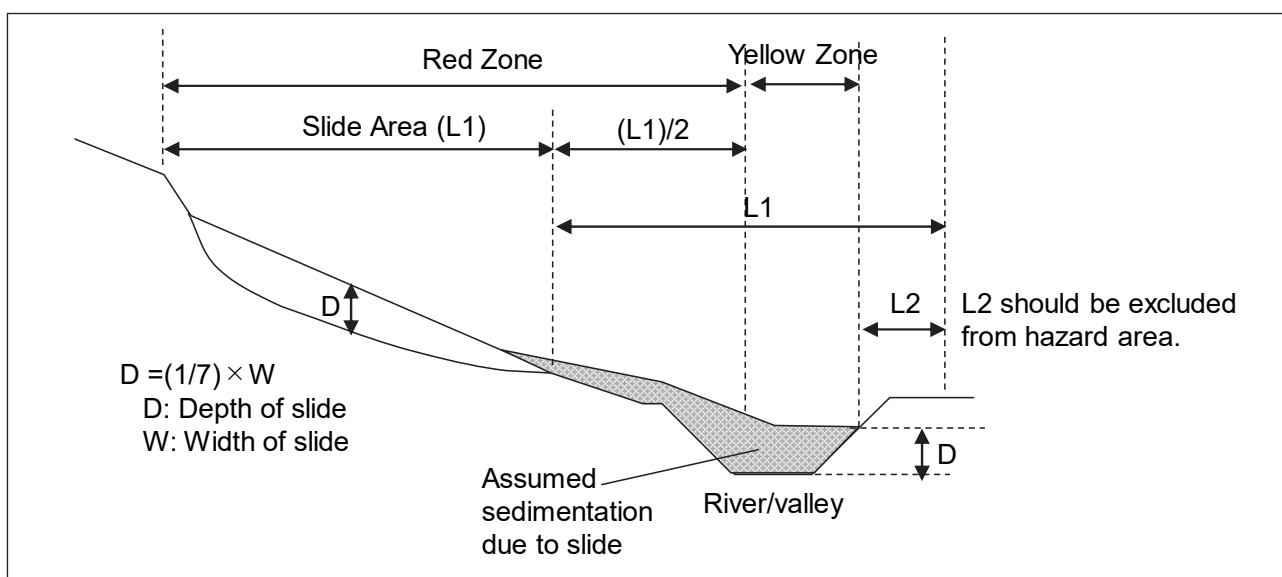 Red Zone
Yellow Zone
Slide Area (L1)
(L1)/2
L1
L2
L2 should be excluded
from hazard area.
D
D =(1/7) × W
D: Depth of slide
W: Width of slide
D
Assumed
sedimentation
due to slide
River/valley